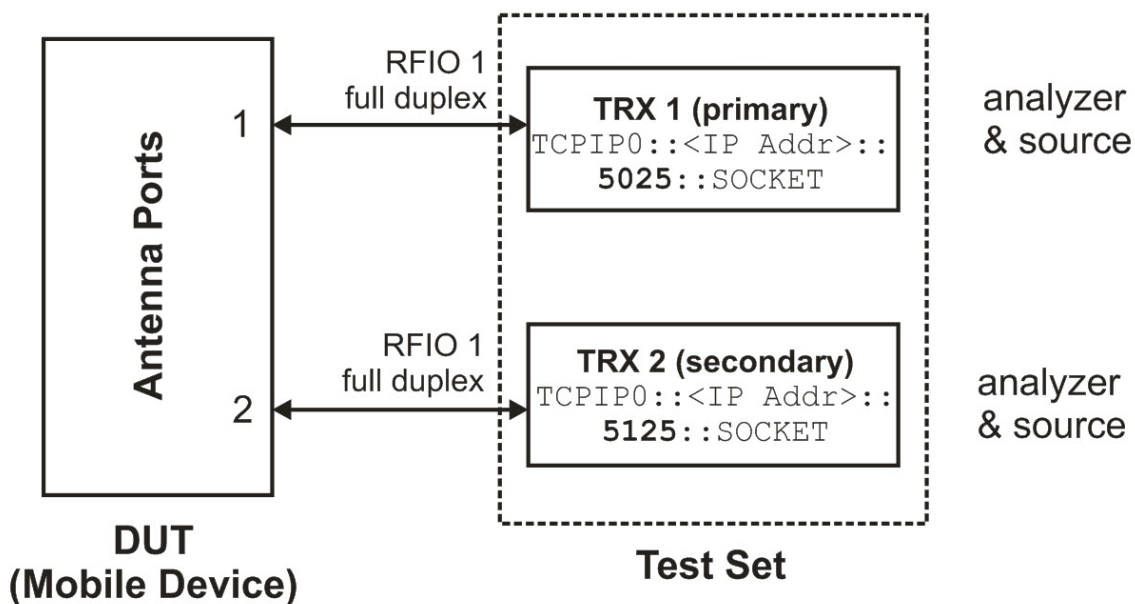 Antenna Ports
1
2
DUT
(Mobile Device)
RFIO 1
full duplex
RFIO 1
full duplex
TRX 1 (primary)
TCPIP0::<IP Addr>::
5025::SOCKET
TRX 2 (secondary)
TCPIP0::<IP Addr>::
5125::SOCKET
Test Set
analyzer
& source
analyzer
& source